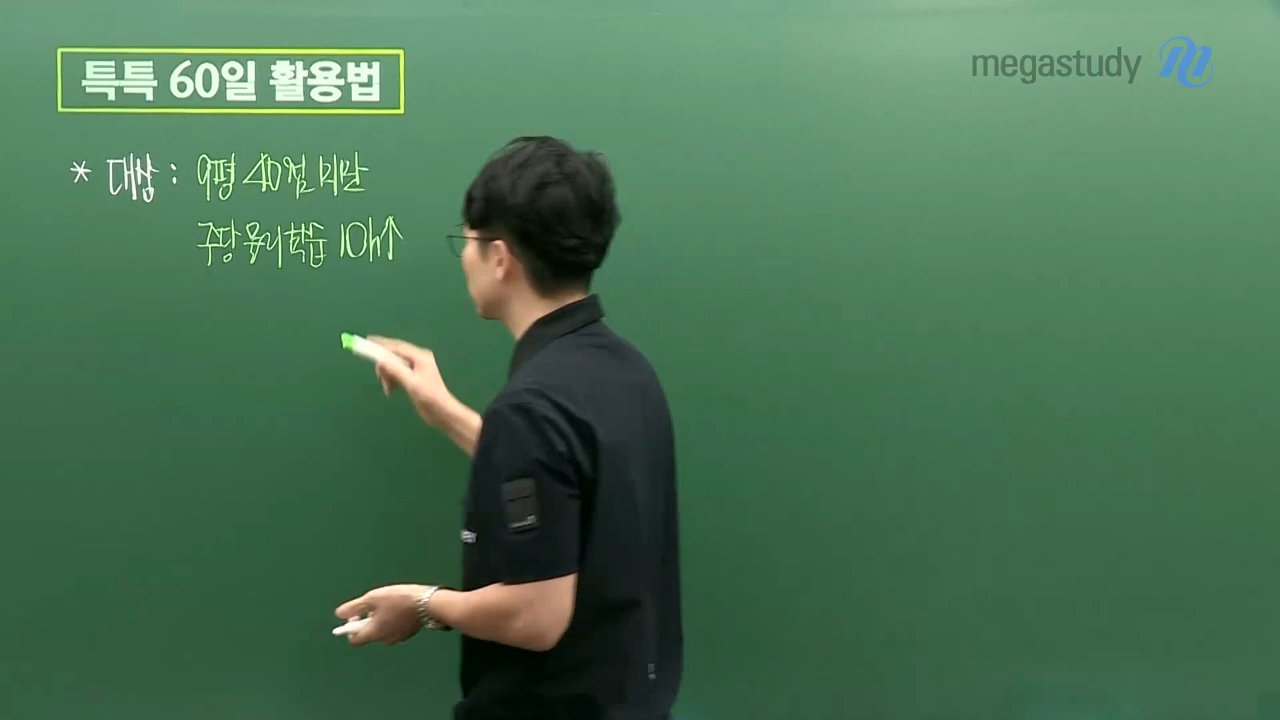 특특 60일 활용법
megastudy
* 대상 : 9평 40점 미만
주당 물리학습 10h↑